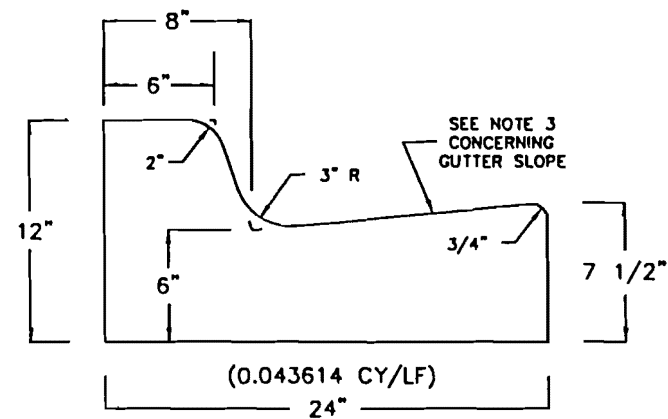 8"
6"
SEE NOTE 3
CONCERNING
GUTTER SLOPE
2"
3" R
12"
6"
3/4"
7 1/2"
(0.043614 CY/LF)
24"